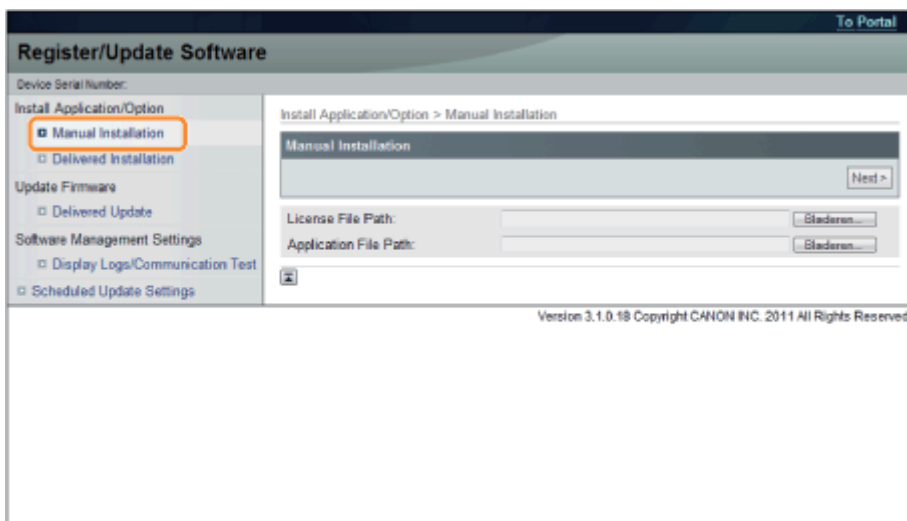 To Portal
Register/Update Software
Device Serial Number:
Install Application/Option
Manual Installation
Delivered Installation
Update Firmware
Delivered Update
Software Management Settings
Display Logs/Communication Test
Scheduled Update Settings
Install Application/Option > Manual Installation
Manual Installation
Next >
License File Path:
Bladeren...
Application File Path:
Bladeren...
Version 3.1.0.18 Copyright CANON INC. 2011 All Rights Reserved